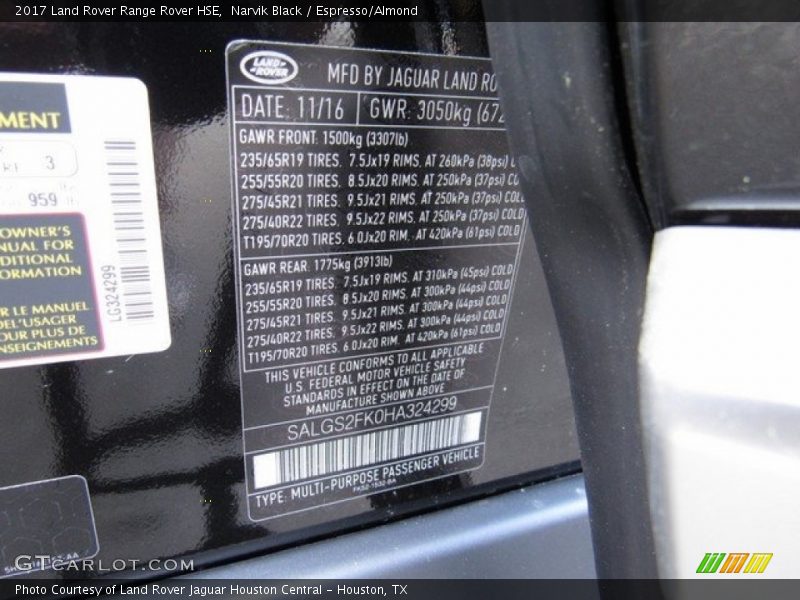 2017 Land Rover Range Rover HSE,  Narvik Black / Espresso/Almond
MENT
3
959
OWNER'S
NUAL FOR
DITIONAL
ORMATION
R LE MANUEL
DEL'USAGER
OUR PLUS DE
NSEIGNEMENTS
LG324299
LAND ROVER
MFD BY JAGUAR LAND RO
DATE: 11/16 GWR: 3050kg (672
GAWR FRONT: 1500kg (3307lb)
235/65R19 TIRES. 7.5Jx19 RIMS. AT 260kPa (38psi)
255/55R20 TIRES. 8.5Jx20 RIMS. AT 250kPa (37psi) CO
275/45R21 TIRES. 9.5Jx21 RIMS. AT 250kPa (37psi) COLD
275/40R22 TIRES. 9.5Jx22 RIMS. AT 250kPa (37psi) COLD
T195/70R20 TIRES. 6.0Jx20 RIM. AT 420kPa (61psi) COLD
GAWR REAR: 1775kg (3913lb)
235/65R19 TIRES. 7.5Jx19 RIMS. AT 310kPa (45psi) COLD
255/55R20 TIRES. 8.5Jx20 RIMS. AT 300kPa (44psi) COLD
275/45R21 TIRES. 9.5Jx21 RIMS. AT 300kPa (44psi) COLD
275/40R22 TIRES. 9.5Jx22 RIMS. AT 300kPa (44psi) COLD
T195/70R20 TIRES. 6.0Jx20 RIM. AT 420kPa (61psi) COLD
THIS VEHICLE CONFORMS TO ALL APPLICABLE
U.S. FEDERAL MOTOR VEHICLE SAFETY
STANDARDS IN EFFECT ON THE DATE OF
MANUFACTURE SHOWN ABOVE
SALGS2FK0HA324299
TYPE: MULTI-PURPOSE PASSENGER VEHICLE
GTCARLOT.COM
Photo Courtesy of Land Rover Jaguar Houston Central - Houston, TX